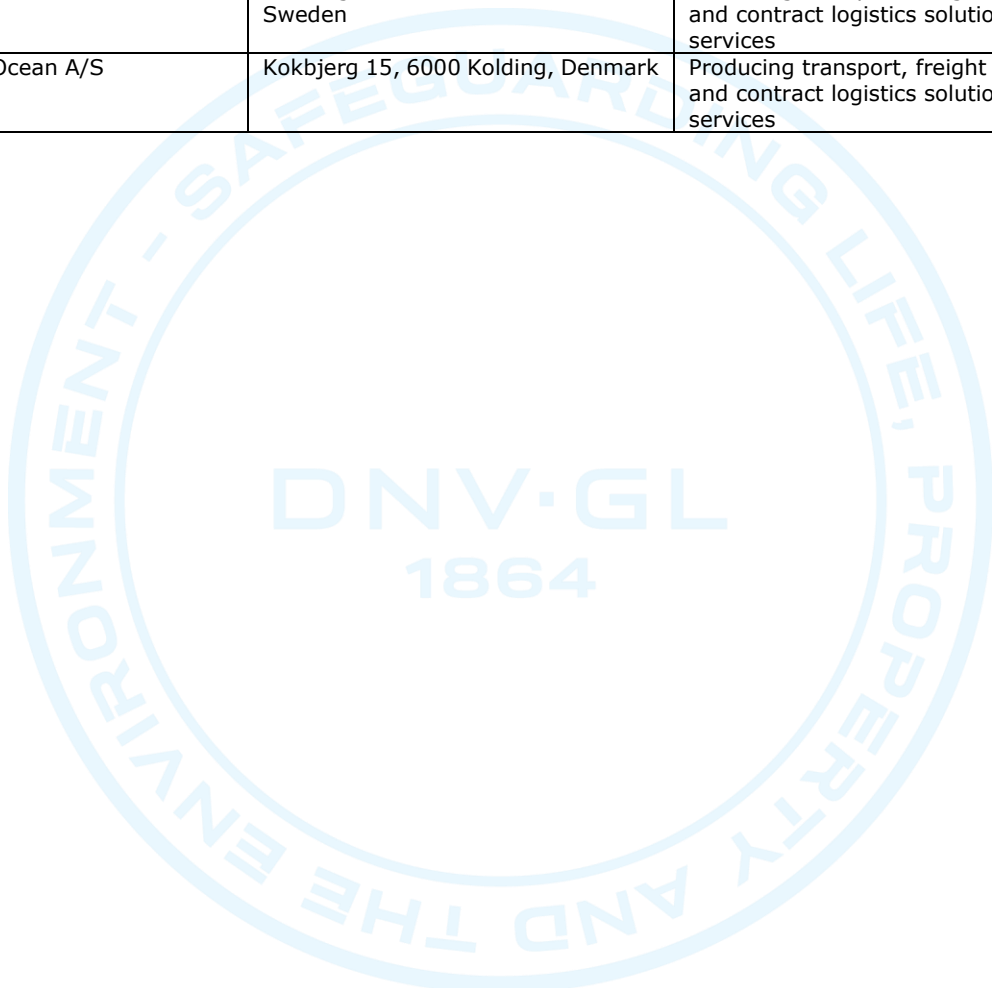 Sweden
and contract logistics solutio
services
Ocean A/S
Kokbjerg 15, 6000 Kolding, Denmark
Producing transport, freight
and contract logistics solutio
services
SAFEGUARDING LIFE, PROPERTY AND THE ENVIRONMENT -
DNV·GL
1864